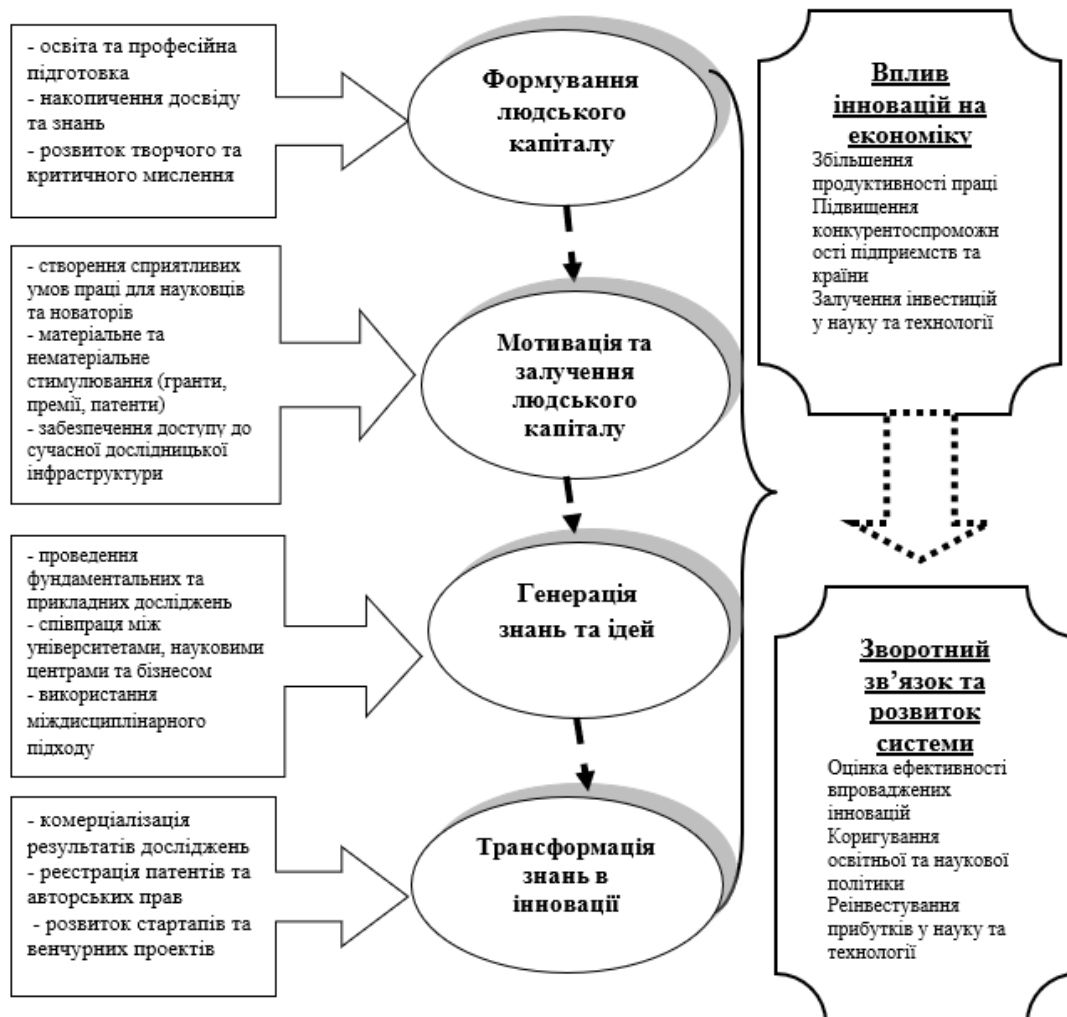 - освіта та професійна
підготовка
- накопичення досвіду
та знань
- розвиток творчого та
критичного мислення
Формування
людського
капіталу
- створення сприятливих
умов праці для науковців
та новаторів
- матеріальне та
нематеріальне
стимулювання (гранти,
премії, патенти)
- забезпечення доступу до
сучасної дослідницької
інфраструктури
Мотивація та
залучення
людського
капіталу
- проведення
фундаментальних та
прикладних досліджень
- співпраця між
університетами, науковими
центрами та бізнесом
- використання
міждисциплінарного
підходу
Генерація
знань та ідей
- комерціалізація
результатів досліджень
- реєстрація патентів та
авторських прав
- розвиток стартапів та
венчурних проектів
Трансформація
знань в
інновації
Вплив
інновацій на
економіку
Збільшення
продуктивності праці
Підвищення
конкурентоспроможн
ості підприємств та
країни
Залучення інвестицій
у науку та технології
Зворотний
зв’язок та
розвиток
системи
Оцінка ефективності
впроваджених
інновацій
Коригування
освітньої та наукової
політики
Реінвестування
прибутків у науку та
технології